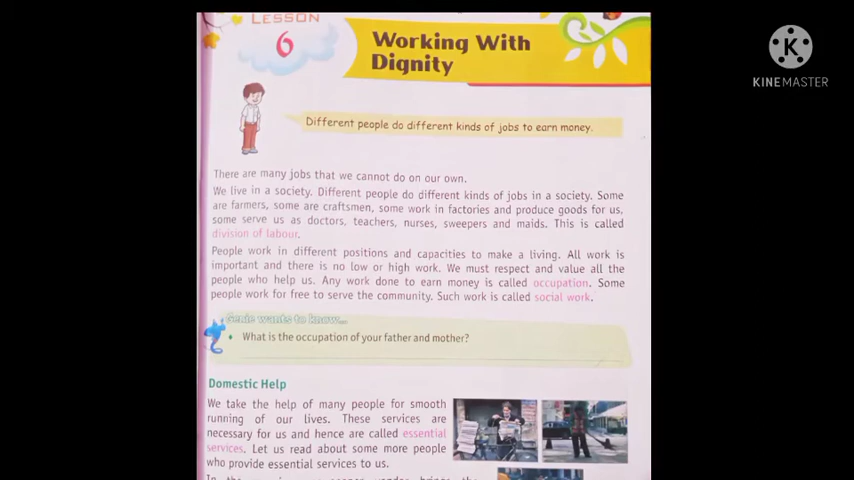 LESSON
6
Working With
Dignity
K
KINEMASTER
Different people do different kinds of jobs to earn money.
There are many jobs that we cannot do on our own.
We live in a society. Different people do different kinds of jobs in a society. Some
are farmers, some are craftsmen, some work in factories and produce goods for us,
some serve us as doctors, teachers, nurses, sweepers and maids. This is called
division of labour.
People work in different positions and capacities to make a living. All work is
important and there is no low or high work. We must respect and value all the
people who help us. Any work done to earn money is called occupation. Some
people work for free to serve the community. Such work is called social work.
Genie wants to know...
• What is the occupation of your father and mother?
Domestic Help
We take the help of many people for smooth
running of our lives. These services are
necessary for us and hence are called essential
services. Let us read about some more people
who provide essential services to us.
In the